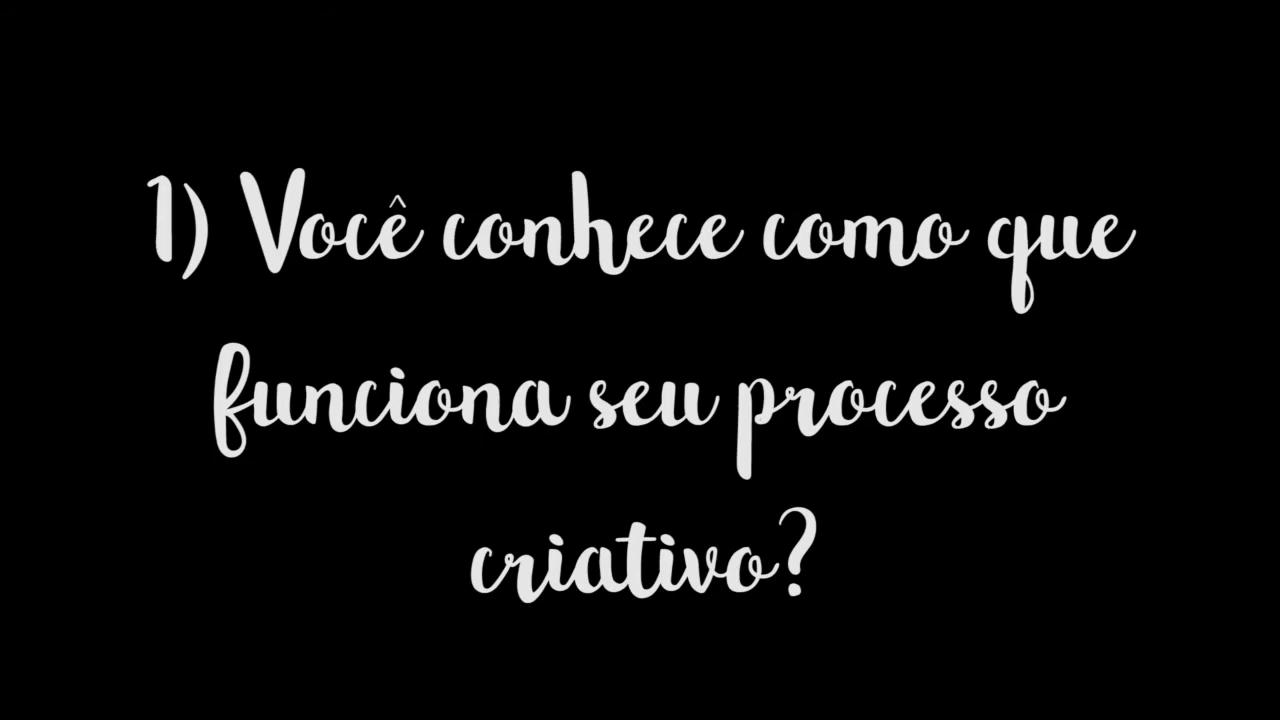 1) Você conhece como que
funciona seu processo
criativo?